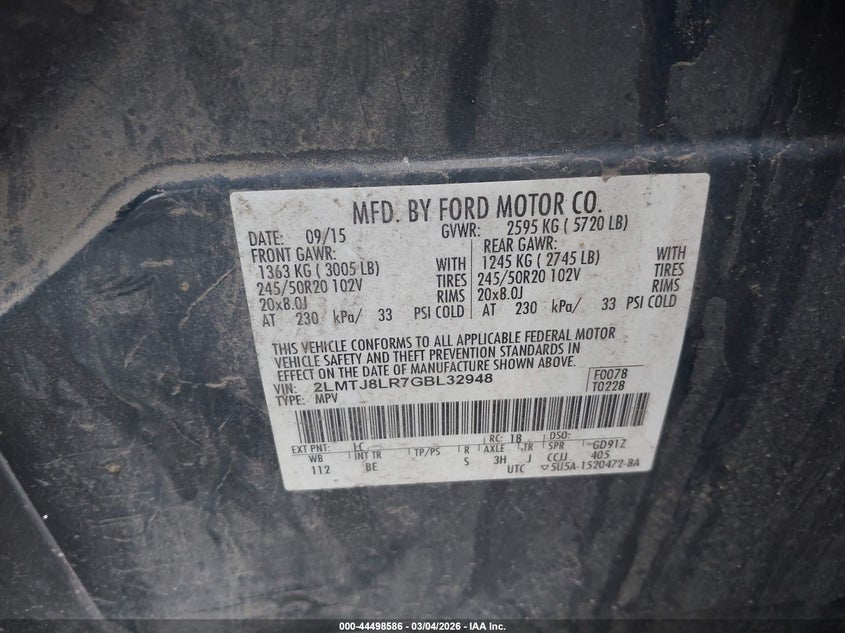 MFD. BY FORD MOTOR CO.
DATE: 09/15 GVWR: 2595 KG ( 5720 LB)
FRONT GAWR: REAR GAWR:
1363 KG ( 3005 LB) WITH 1245 KG ( 2745 LB) WITH
245/50R20 102V TIRES 245/50R20 102V TIRES
20x8.0J RIMS 20x8.0J RIMS
AT 230 kPa/ 33 PSI COLD AT 230 kPa/ 33 PSI COLD
THIS VEHICLE CONFORMS TO ALL APPLICABLE FEDERAL MOTOR
VEHICLE SAFETY AND THEFT PREVENTION STANDARDS IN
EFFECT ON THE DATE OF MANUFACTURE SHOWN ABOVE.
VIN: 2LMTJ8LR7GBL32948 F0078
TYPE: MPV T0228
EXT PNT: RC: 18 DSO:
WB INT TR TP/PS R AXLE TR SPR GD91Z
112 BE S 3H J CCJJ 405
UTC ▽5U5A-1520472-BA
000-44498586 - 03/04/2026 - IAA Inc.